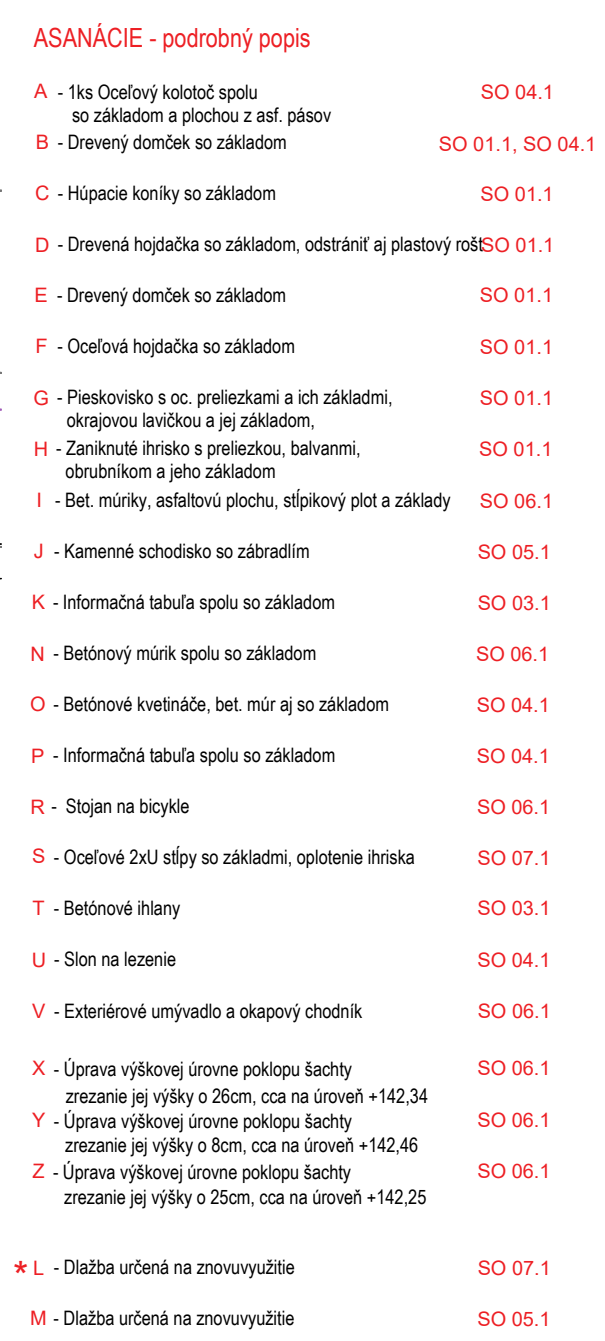 ASANÁCIE - podrobný popis
A - 1ks Oceľový kolotoč spolu SO 04.1
so základom a plochou z asf. pásov
B - Drevený domček so základom SO 01.1, SO 04.1
C - Húpacie koníky so základom SO 01.1
D - Drevená hojdačka so základom, odstrániť aj plastový rošt SO 01.1
E - Drevený domček so základom SO 01.1
F - Oceľová hojdačka so základom SO 01.1
G - Pieskovisko s oc. preliezkami a ich základmi, SO 01.1
okrajovou lavičkou a jej základom,
H - Zaniknuté ihrisko s preliezkou, balvanmi, SO 01.1
obrubníkom a jeho základom
I - Bet. múriky, asfaltovú plochu, stĺpikový plot a základy SO 06.1
J - Kamenné schodisko so zábradlím SO 05.1
K - Informačná tabuľa spolu so základom SO 03.1
N - Betónový múrik spolu so základom SO 06.1
O - Betónové kvetináče, bet. múr aj so základom SO 04.1
P - Informačná tabuľa spolu so základom SO 04.1
R - Stojan na bicykle SO 06.1
S - Oceľové 2xU stĺpy so základmi, oplotenie ihriska SO 07.1
T - Betónové ihlany SO 03.1
U - Slon na lezenie SO 04.1
V - Exteriérové umývadlo a okapový chodník SO 06.1
X - Úprava výškovej úrovne poklopu šachty SO 06.1
zrezanie jej výšky o 26cm, cca na úroveň +142,34
Y - Úprava výškovej úrovne poklopu šachty SO 06.1
zrezanie jej výšky o 8cm, cca na úroveň +142,46
Z - Úprava výškovej úrovne poklopu šachty SO 06.1
zrezanie jej výšky o 25cm, cca na úroveň +142,25
* L - Dlažba určená na znovuvyužitie SO 07.1
M - Dlažba určená na znovuvyužitie SO 05.1